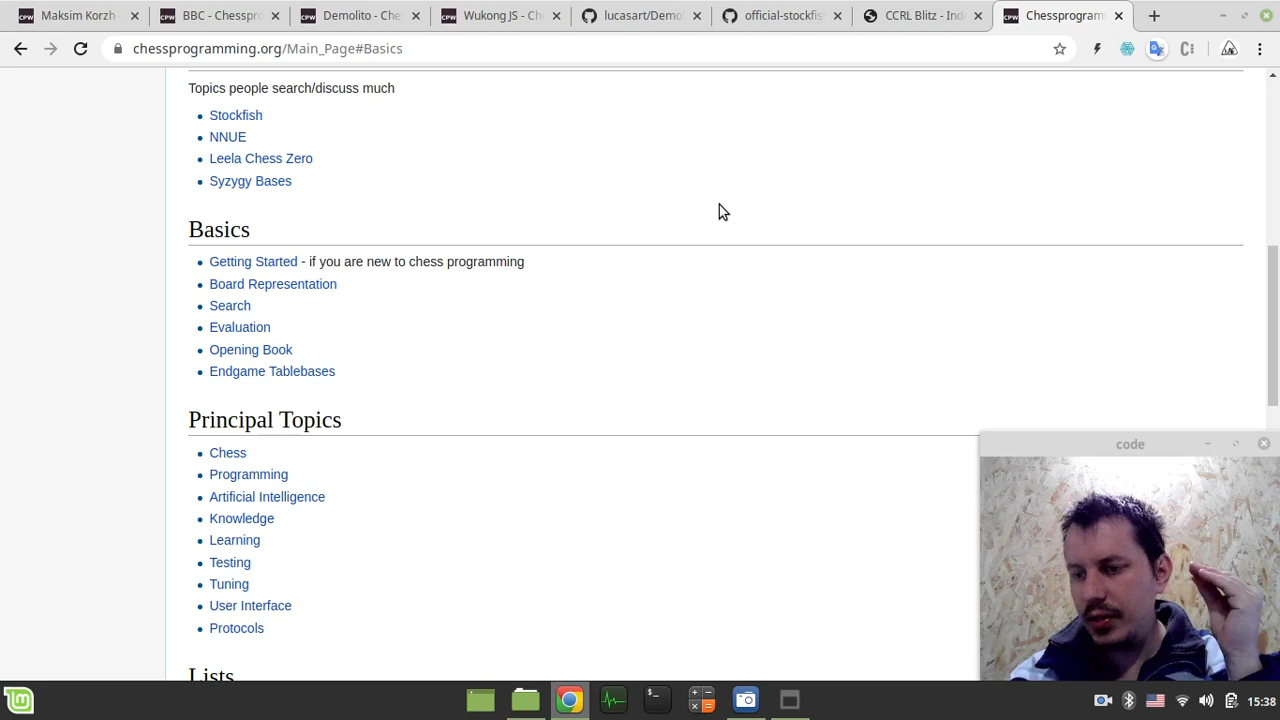 Maksim Korzh -
BBC - Chesspro
Demolito - Ches
Wukong JS - Ch
lucasart/Demo
official-stockfis
CCRL Blitz - Ind
Chessprogram
chessprogramming.org/Main_Page#Basics
Topics people search/discuss much
Stockfish
NNUE
Leela Chess Zero
Syzygy Bases
Basics
Getting Started - if you are new to chess programming
Board Representation
Search
Evaluation
Opening Book
Endgame Tablebases
Principal Topics
Chess
Programming
Artificial Intelligence
Knowledge
Learning
Testing
Tuning
User Interface
Protocols
Lists
code
15:38